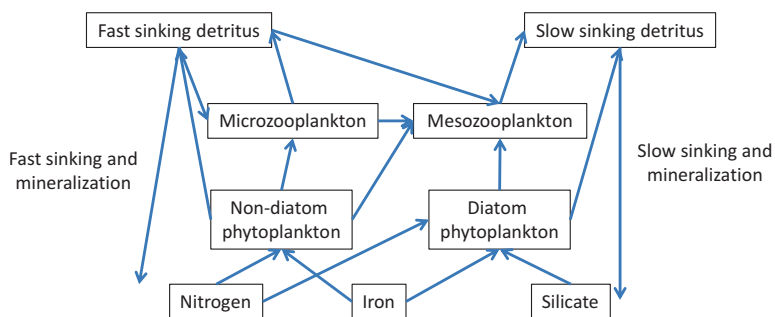 Fast sinking detritus
Slow sinking detritus
Microzooplankton
Mesozooplankton
Fast sinking and
mineralization
Slow sinking and
mineralization
Non-diatom
phytoplankton
Diatom
phytoplankton
Nitrogen
Iron
Silicate